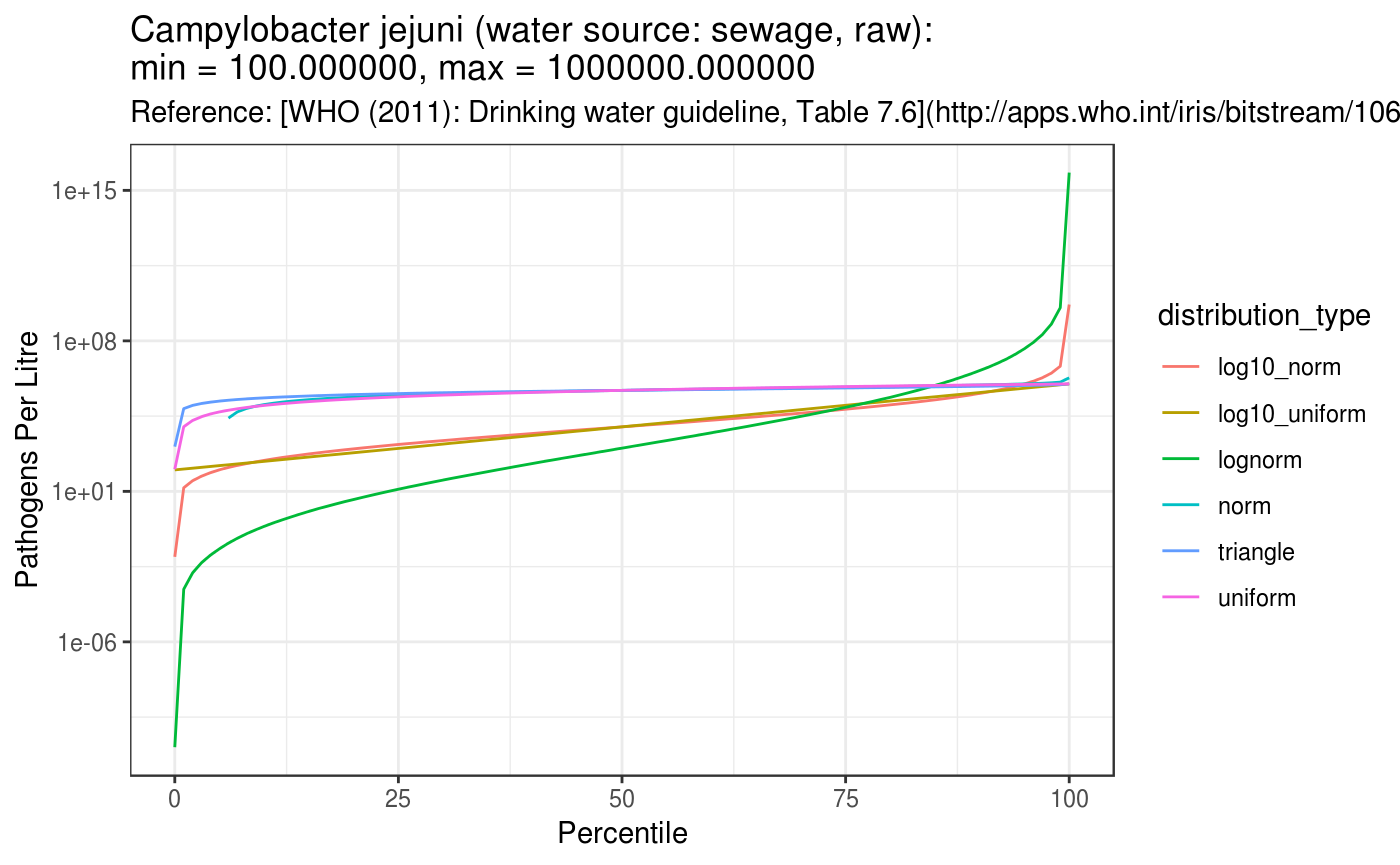 Campylobacter jejuni (water source: sewage, raw):
min = 100.000000, max = 1000000.000000
Reference: [WHO (2011): Drinking water guideline, Table 7.6](http://apps.who.int/iris/bitstream/106
1e+15
1e+08
1e+01
1e-06
Pathogens Per Litre
0 25 50 75 100
Percentile
distribution_type
log10_norm
log10_uniform
lognorm
norm
triangle
uniform